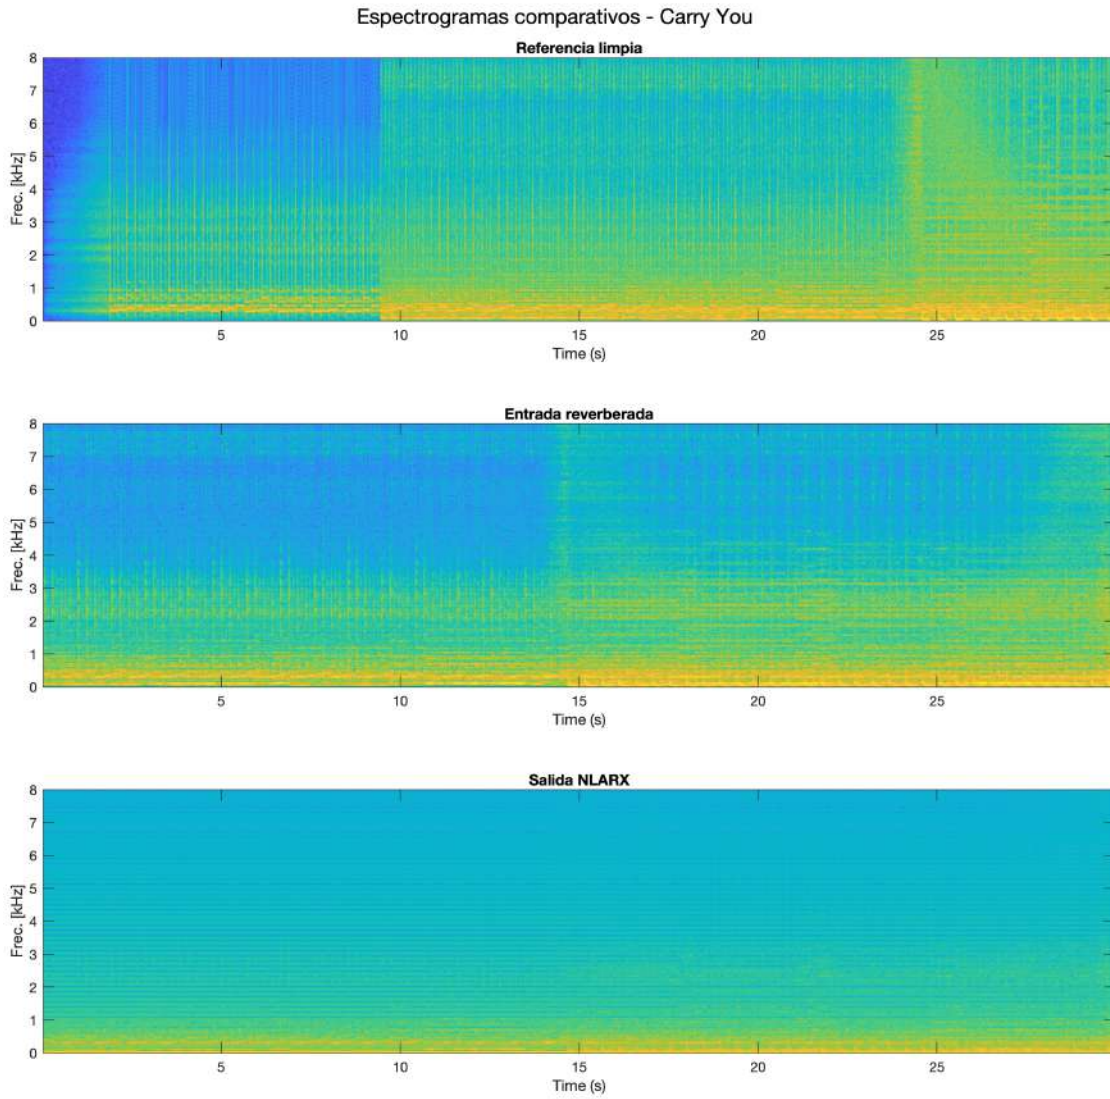 Espectrogramas comparativos - Carry You
Referencia limpia
8
7
6
5
4
3
2
1
0
Frec. [kHz]
5 10 15 20 25
Time (s)
Entrada reverberada
8
7
6
5
4
3
2
1
0
Frec. [kHz]
5 10 15 20 25
Time (s)
Salida NLARX
8
7
6
5
4
3
2
1
0
Frec. [kHz]
5 10 15 20 25
Time (s)